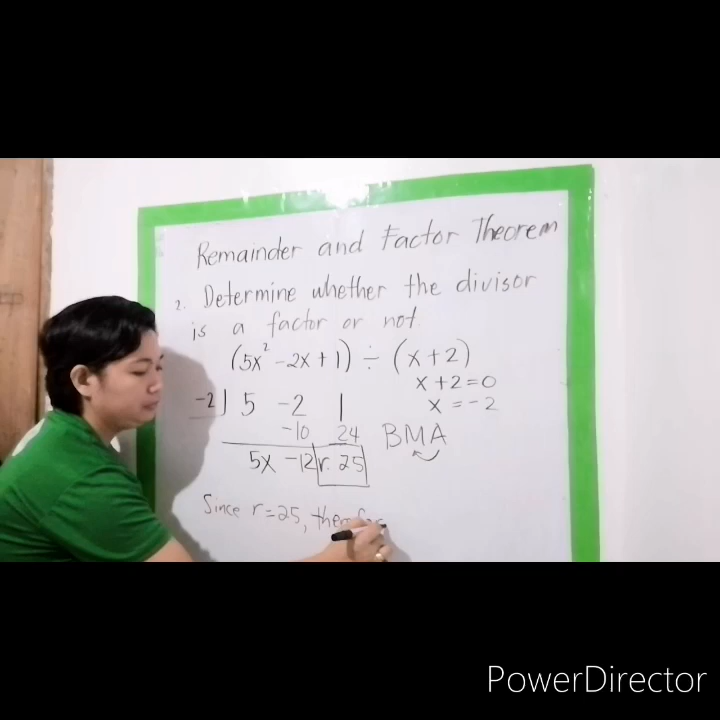 Remainder and Factor Theorem
2. Determine whether the divisor
is a factor or not.
(5x² - 2x + 1) ÷ (x + 2)
x + 2 = 0
x = -2
-2 5 -2 1
-10 24
BMA
5x -12 r. 25
Since r = 25,
PowerDirector